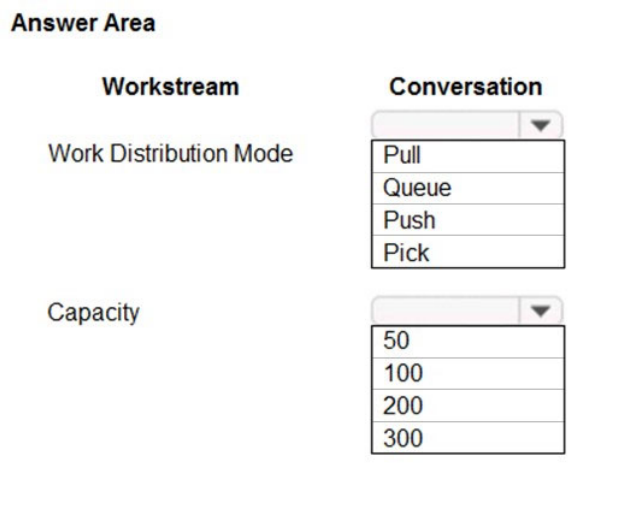 Answer Area
Workstream Conversation
Work Distribution Mode
Pull
Queue
Push
Pick
Capacity
50
100
200
300